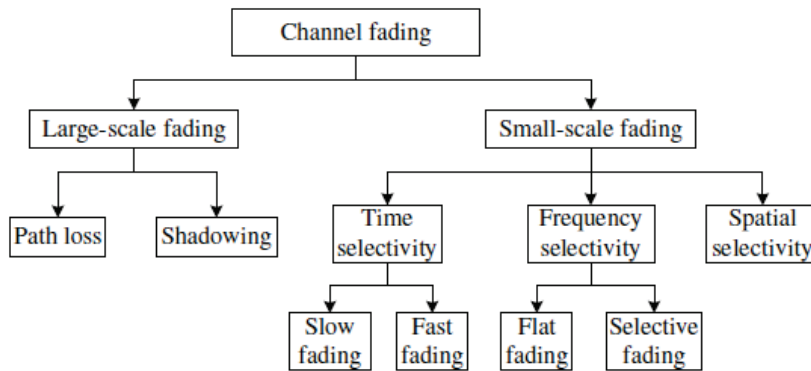 Channel fading
Large-scale fading
Small-scale fading
Path loss
Shadowing
Time
selectivity
Frequency
selectivity
Spatial
selectivity
Slow
fading
Fast
fading
Flat
fading
Selective
fading